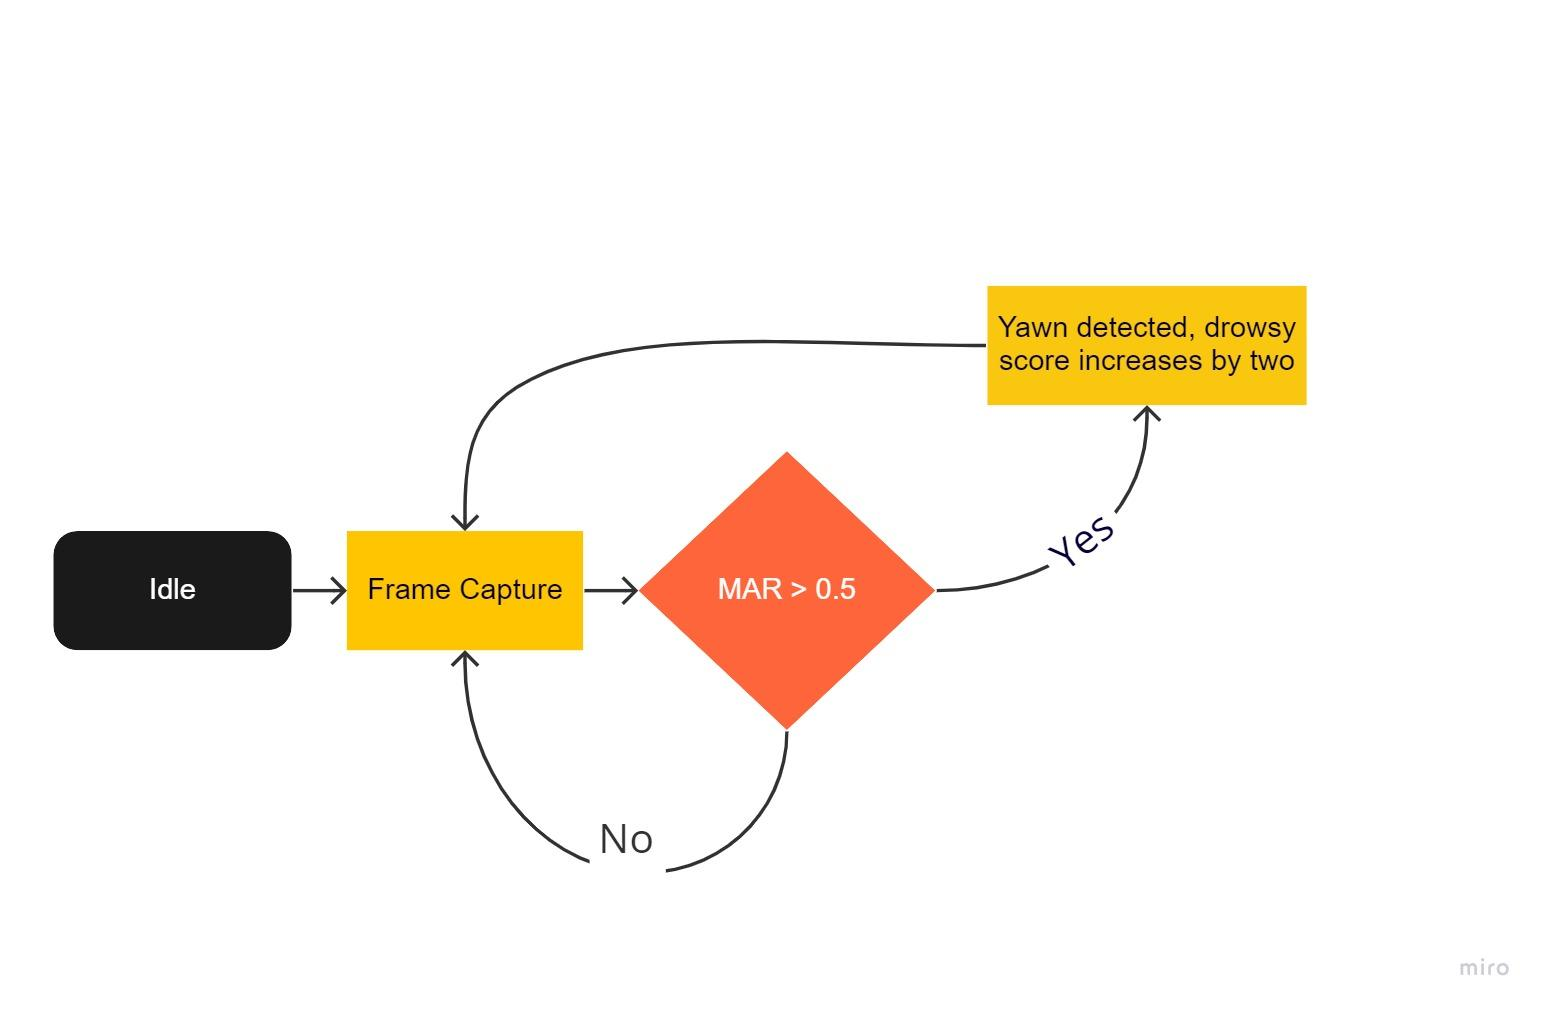 Yawn detected, drowsy
score increases by two
Idle
Frame Capture
MAR > 0.5
Yes
No
miro